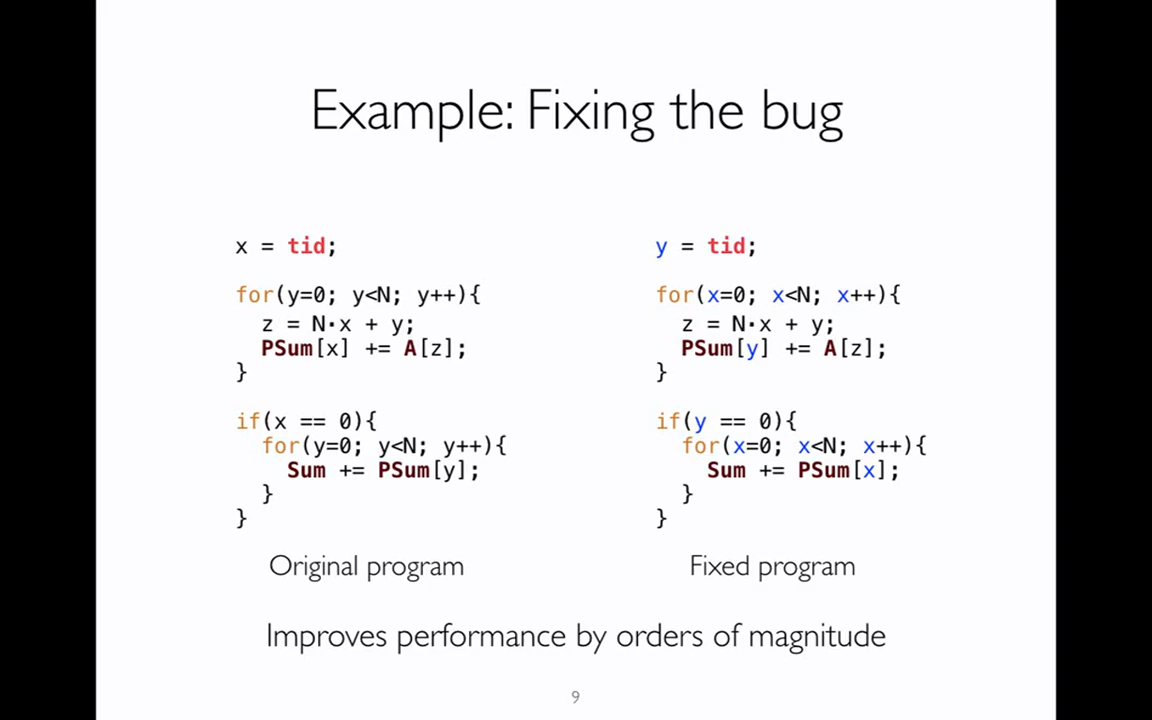 Example: Fixing the bug
x = tid;
for(y=0; y<N; y++){
z = N·x + y;
PSum[x] += A[z];
}
if(x == 0){
for(y=0; y<N; y++){
Sum += PSum[y];
}
}
Original program
y = tid;
for(x=0; x<N; x++){
z = N·x + y;
PSum[y] += A[z];
}
if(y == 0){
for(x=0; x<N; x++){
Sum += PSum[x];
}
}
Fixed program
Improves performance by orders of magnitude
9